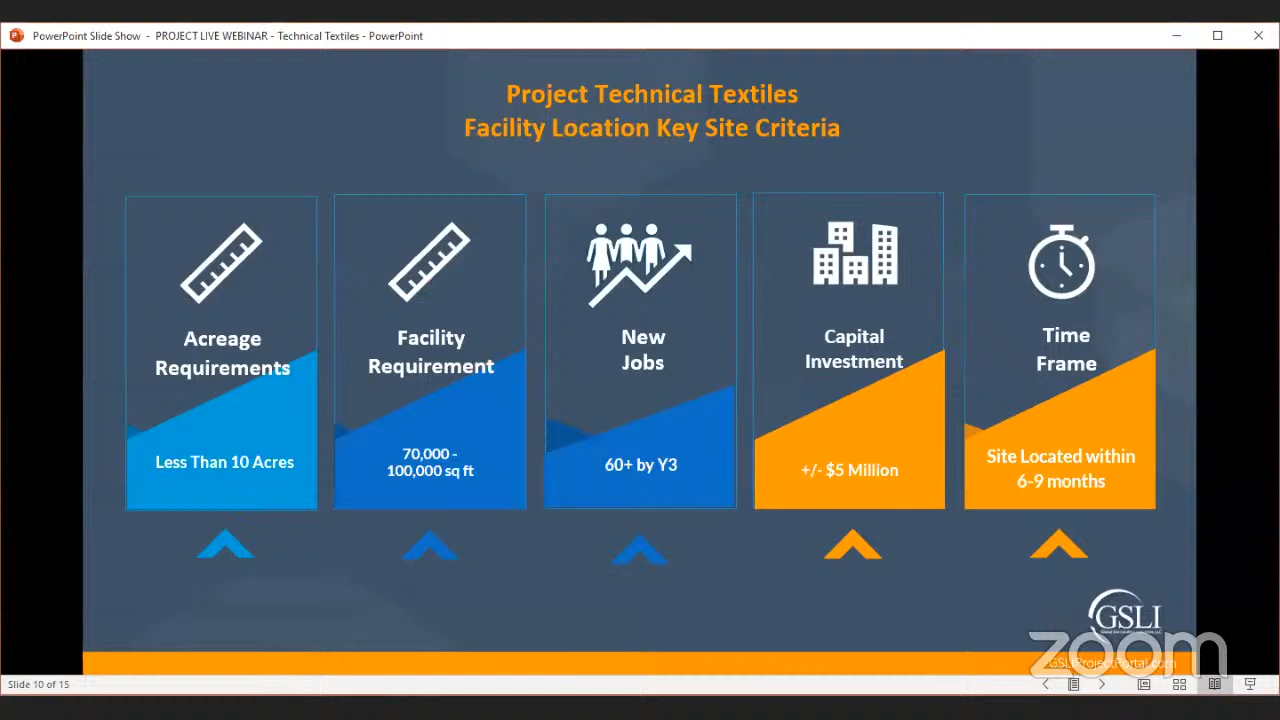 PowerPoint Slide Show - PROJECT LIVE WEBINAR - Technical Textiles - PowerPoint
Project Technical Textiles
Facility Location Key Site Criteria
Acreage
Requirements
Less Than 10 Acres
Facility
Requirement
70,000 -
100,000 sq ft
New
Jobs
60+ by Y3
Capital
Investment
+/- $5 Million
Time
Frame
Site Located within
6-9 months
GSLI
zoom
GSLIProjectPortal.com
Slide 10 of 15